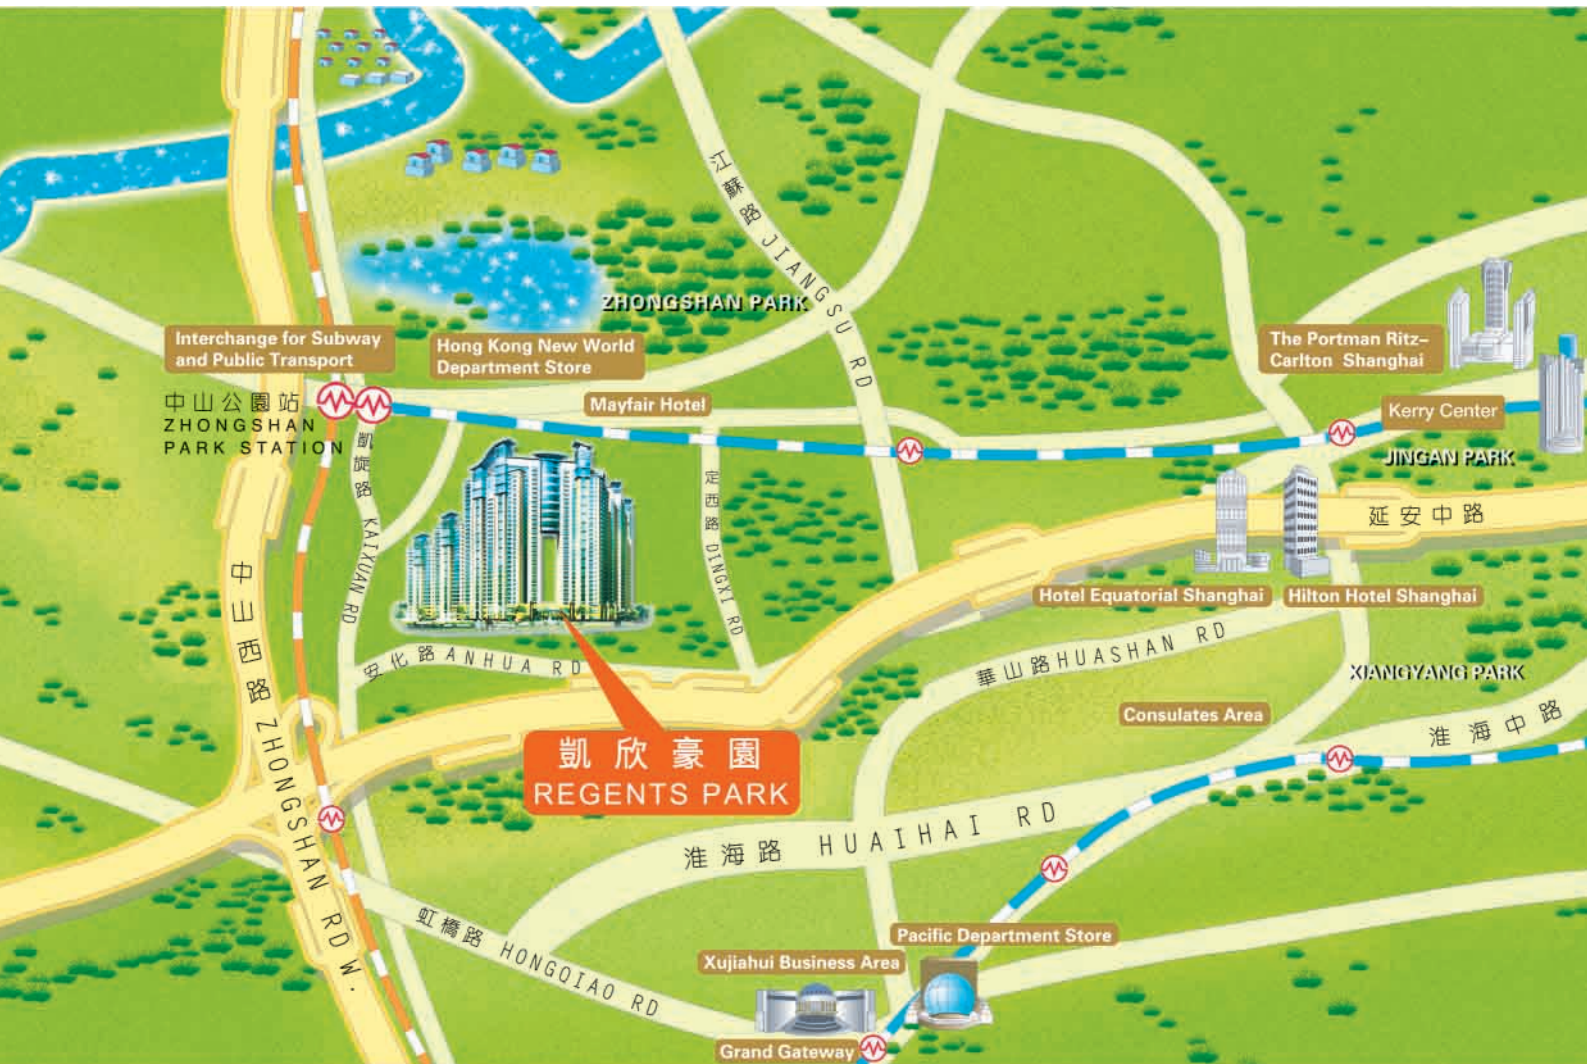 江蘇路 JIANGSU RD
ZHONGSHAN PARK
Interchange for Subway
and Public Transport
Hong Kong New World
Department Store
The Portman Ritz-
Carlton Shanghai
中山公園站
ZHONGSHAN
PARK STATION
Mayfair Hotel
Kerry Center
JINGAN PARK
凱旋路 KAIXUAN RD
定西路 DINGXI RD
延安中路
中山西路 ZHONGSHAN RD W.
Hotel Equatorial Shanghai
Hilton Hotel Shanghai
安化路 ANHUA RD
華山路 HUASHAN RD
XIANGYANG PARK
Consulates Area
淮海中路
凱欣豪園
REGENTS PARK
淮海路 HUAIHAI RD
虹橋路 HONGQIAO RD
Pacific Department Store
Xujiahui Business Area
Grand Gateway